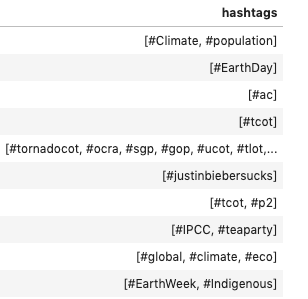 hashtags
[#Climate, #population]
[#EarthDay]
[#ac]
[#tcot]
[#tornadocot, #ocra, #sgp, #gop, #ucot, #tlot,...
[#justinbiebersucks]
[#tcot, #p2]
[#IPCC, #teaparty]
[#global, #climate, #eco]
[#EarthWeek, #Indigenous]